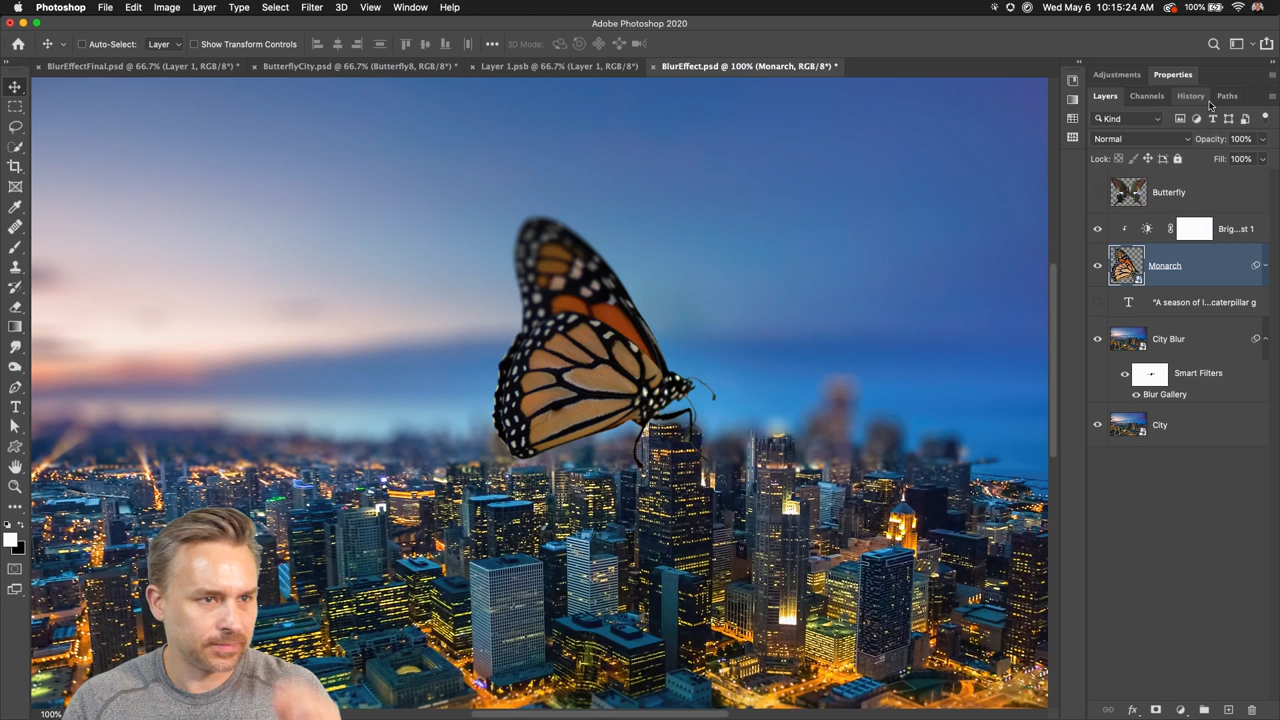 Photoshop File Edit Image Layer Type Select Filter 3D View Window Help Wed May 6 10:15:24 AM 100%
Adobe Photoshop 2020
Auto-Select: Layer Show Transform Controls 3D Mode:
BlurEffectFinal.psd @ 66.7% (Layer 1, RGB/8*) * ButterflyCity.psd @ 66.7% (Butterfly8, RGB/8*) * Layer 1.psb @ 66.7% (Layer 1, RGB/8) BlurEffect.psd @ 100% (Monarch, RGB/8*) *
Adjustments Properties
Layers Channels History Paths
Kind
Normal Opacity: 100%
Lock: Fill: 100%
Butterfly
Brig...st 1
Monarch
T "A season of l...caterpillar g
City Blur
Smart Filters
Blur Gallery
City
100%
fx